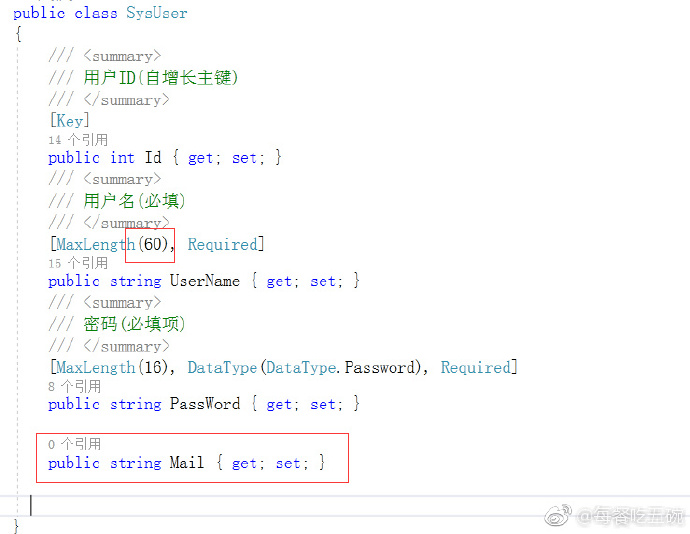 public class SysUser
{
/// <summary>
/// 用户ID(自增长主键)
/// </summary>
[Key]
14 个引用
public int Id { get; set; }
/// <summary>
/// 用户名(必填)
/// </summary>
[MaxLength(60), Required]
15 个引用
public string UserName { get; set; }
/// <summary>
/// 密码(必填项)
/// </summary>
[MaxLength(16), DataType(DataType.Password), Required]
8 个引用
public string PassWord { get; set; }
0 个引用
public string Mail { get; set; }
}
@每餐吃五碗